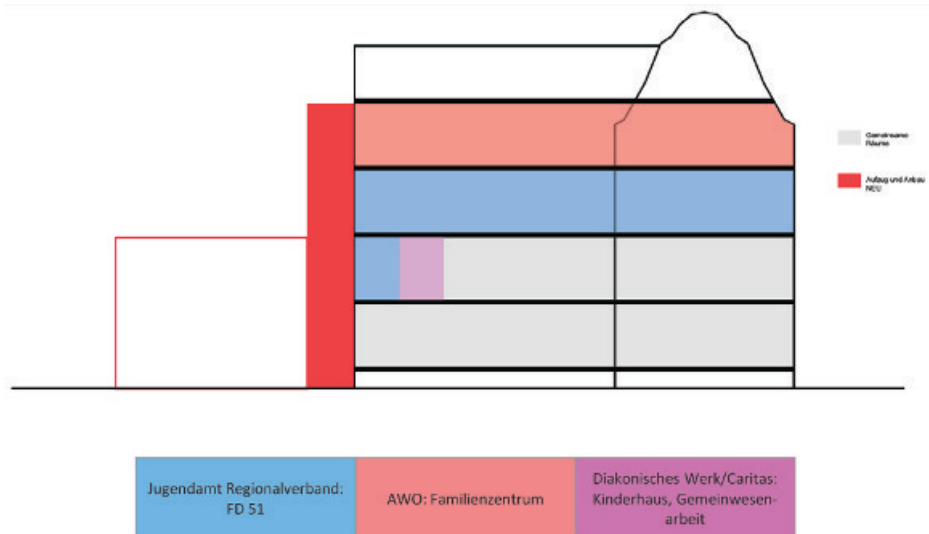 Gemeinsame
Räume
Aufzug und Anbau
NEU
Jugendamt Regionalverband:
FD 51
AWO: Familienzentrum
Diakonisches Werk/Caritas:
Kinderhaus, Gemeinwesen-
arbeit